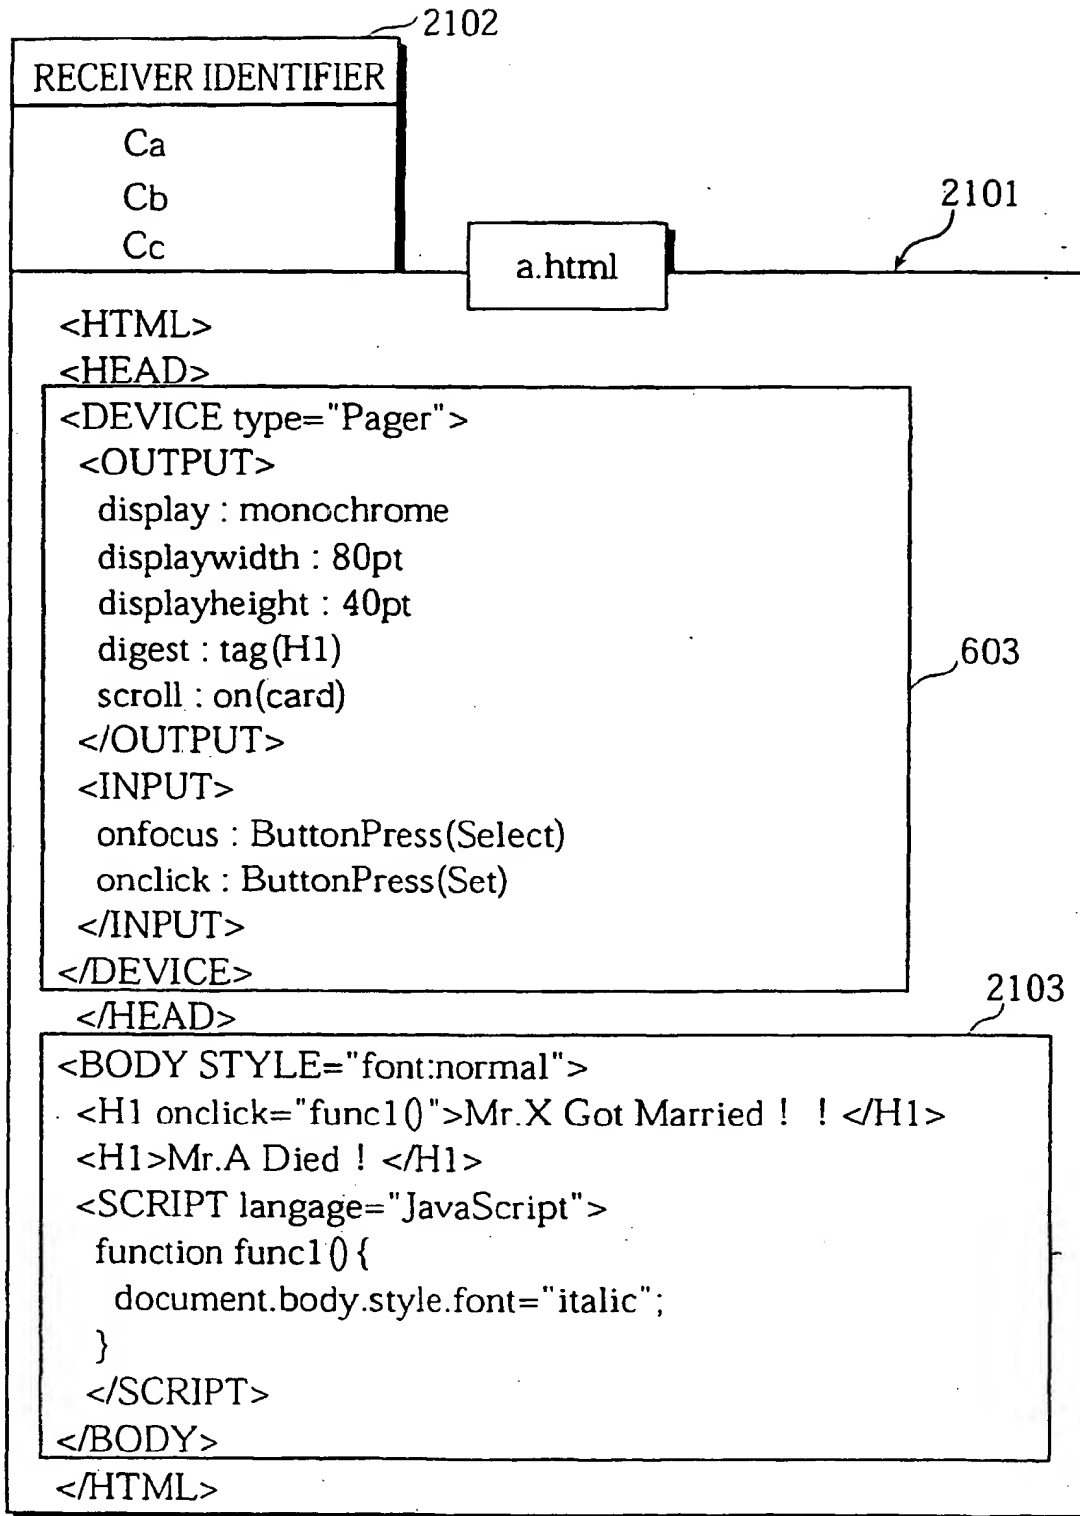 2102
RECEIVER IDENTIFIER
Ca
Cb
Cc
2101
a.html
<HTML>
<HEAD>
<DEVICE type="Pager">
<OUTPUT>
display : monochrome
displaywidth : 80pt
displayheight : 40pt
digest : tag(H1)
scroll : on(card)
</OUTPUT>
<INPUT>
onfocus : ButtonPress(Select)
onclick : ButtonPress(Set)
</INPUT>
</DEVICE>
603
</HEAD>
2103
<BODY STYLE="font:normal">
<H1 onclick="func1()">Mr.X Got Married ! ! </H1>
<H1>Mr.A Died ! </H1>
<SCRIPT langage="JavaScript">
function func1() {
document.body.style.font="italic";
}
</SCRIPT>
</BODY>
</HTML>